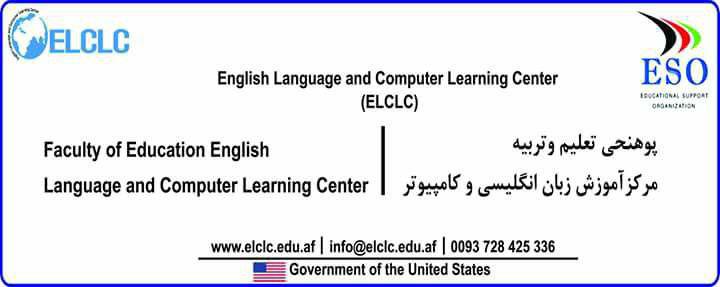 ELCLC
ESO
EDUCATIONAL SUPPORT
ORGANIZATION
English Language and Computer Learning Center
(ELCLC)
Faculty of Education English
Language and Computer Learning Center
پوهنحی تعلیم وتربیه
مرکز آموزش زبان انگلیسی و کامپیوتر
www.elclc.edu.af | info@elclc.edu.af | 0093 728 425 336
Government of the United States